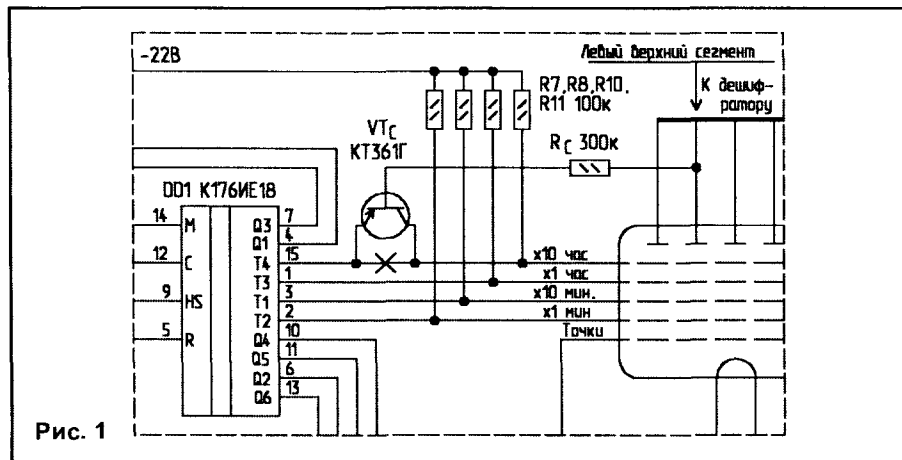 -22В
Левый верхний сегмент
R7,R8,R10,
R11 100к
К дешиф-
ратору
VTС
КТ361Г
RС 300к
DD1 К176ИЕ18
14 M
12 C
9 HS
5 R
Q3 7
Q1 4
T4 15
T3 1
T1 3
T2 2
Q4 10
Q5 11
Q2 6
Q6 13
х10 час
х1 час
х10 мин.
х1 мин
Точки
Рис. 1